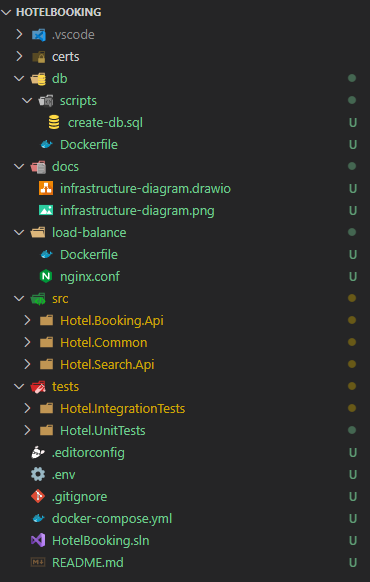 HOTELBOOKING
.vscode
certs
db
scripts
create-db.sql U
Dockerfile U
docs
infrastructure-diagram.drawio U
infrastructure-diagram.png U
load-balance
Dockerfile U
nginx.conf U
src
Hotel.Booking.Api
Hotel.Common
Hotel.Search.Api
tests
Hotel.IntegrationTests
Hotel.UnitTests
.editorconfig U
.env U
.gitignore U
docker-compose.yml U
HotelBooking.sln U
README.md U